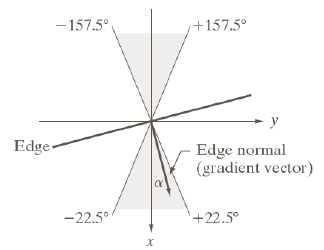 −157.5°
+157.5°
y
Edge
Edge normal
(gradient vector)
α
−22.5°
+22.5°
x